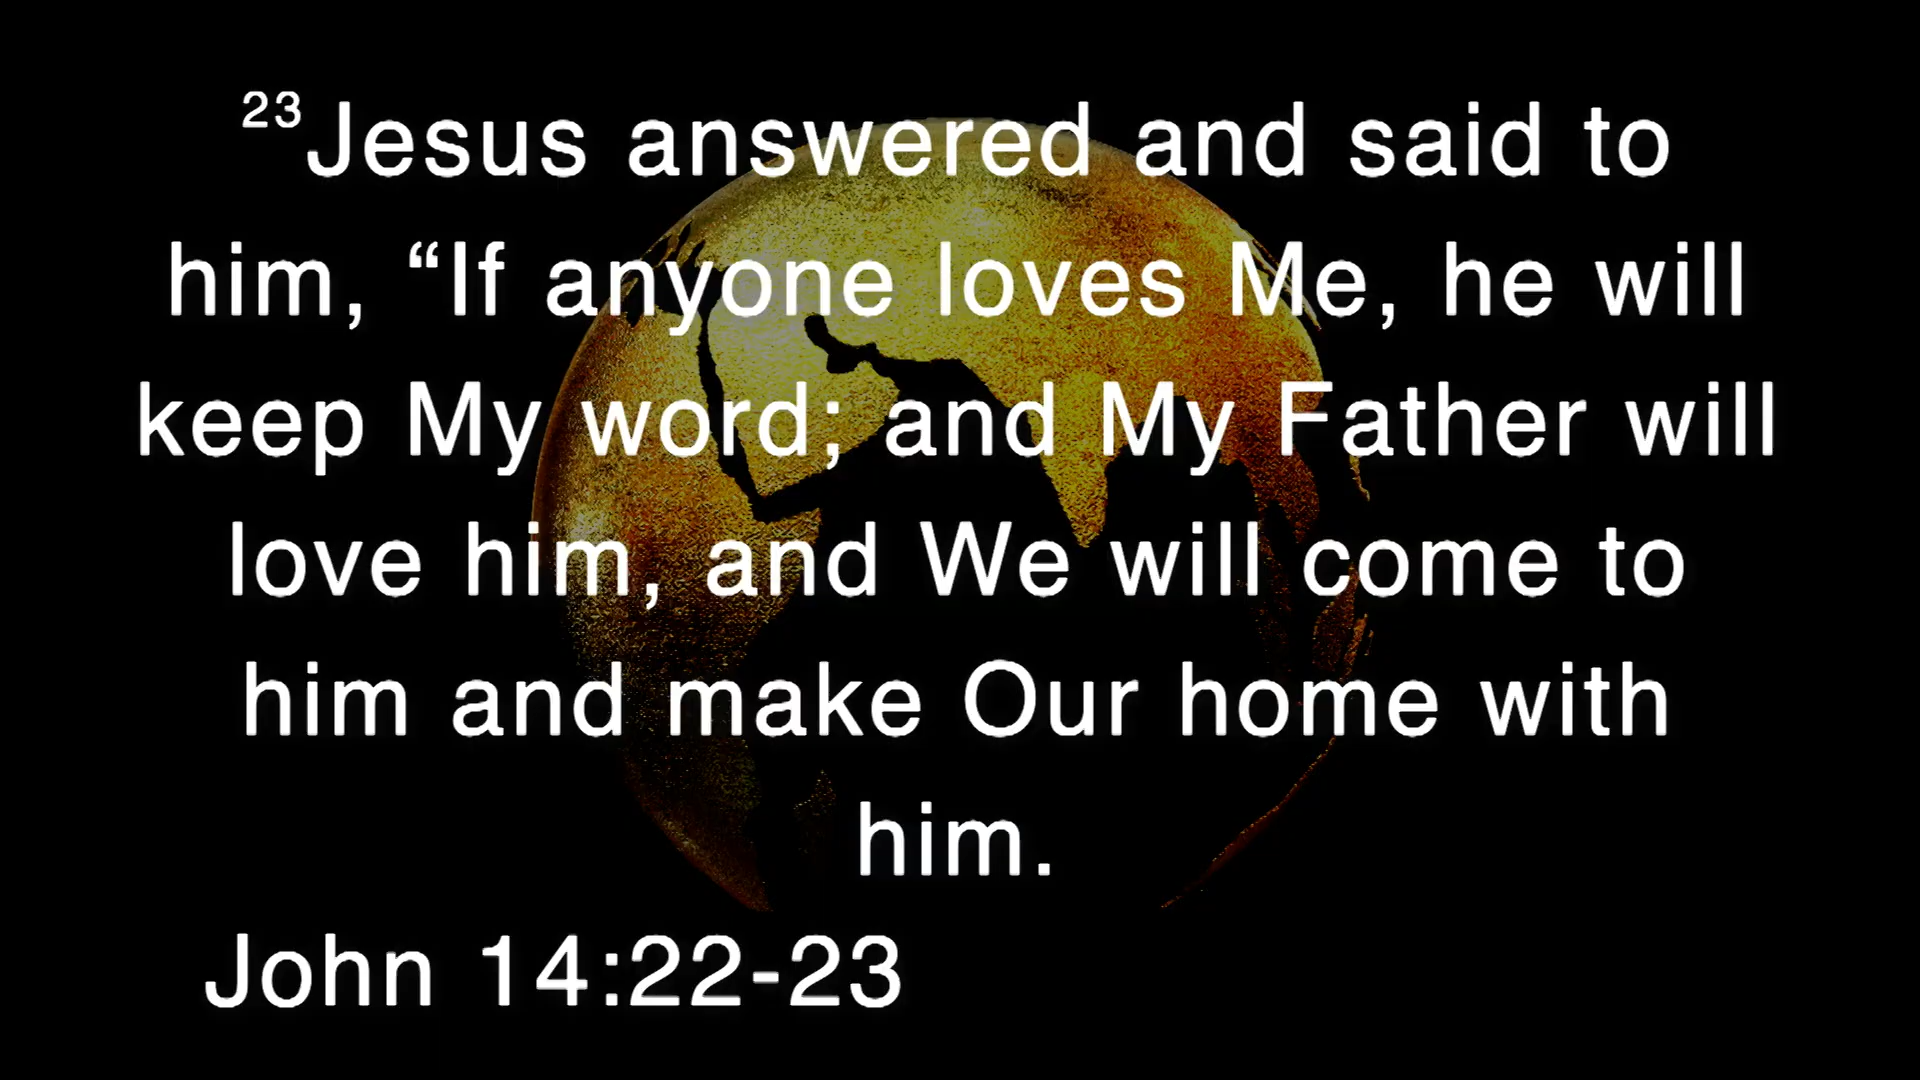 ²³Jesus answered and said to
him, “If anyone loves Me, he will
keep My word; and My Father will
love him, and We will come to
him and make Our home with
him.
John 14:22-23